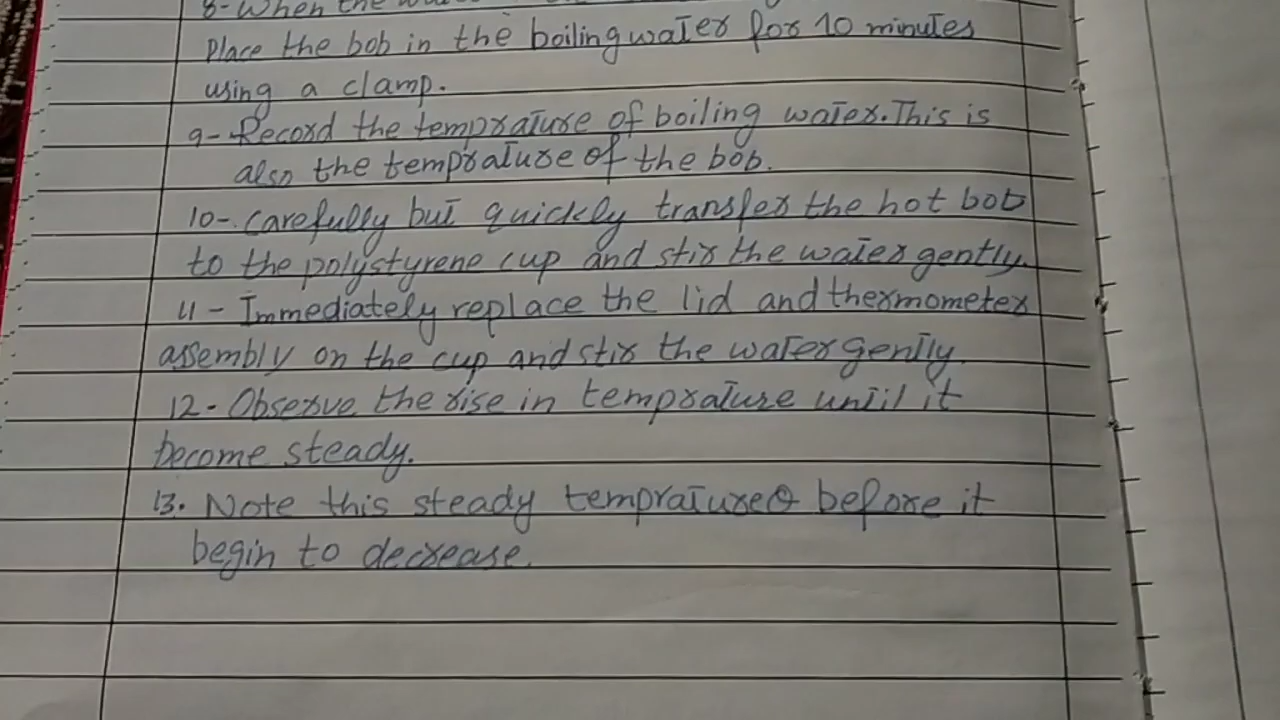 8-When the
Place the bob in the boiling water for 10 minutes
using a clamp.
9- Record the temprature of boiling water. This is
also the temprature of the bob.
10-. Carefully but quickly transfer the hot bob
to the polystyrene cup and stir the water gently.
11 - Immediately replace the lid and thermometer
assembly on the cup and stir the water gently.
12- Observe the rise in temprature until it
become steady.
13. Note this steady temprature θ before it
begin to decrease.